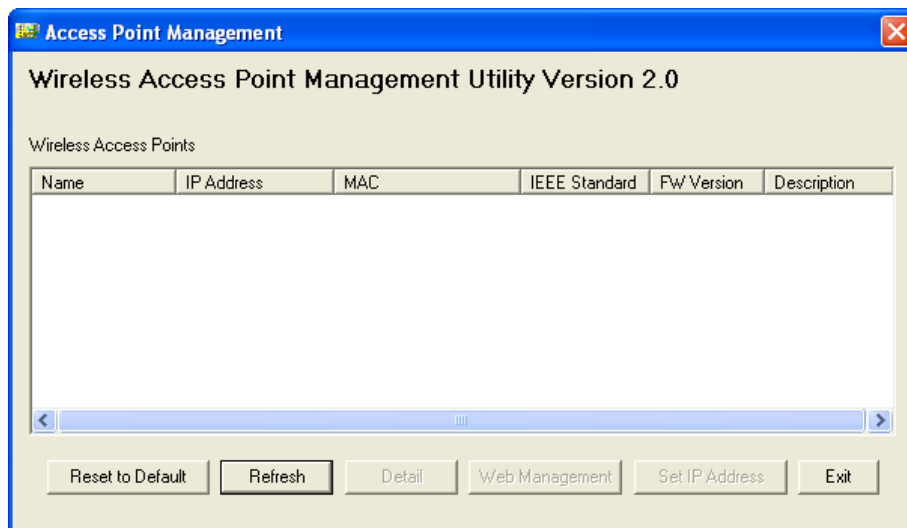 Access Point Management
Wireless Access Point Management Utility Version 2.0
Wireless Access Points
Name IP Address MAC IEEE Standard FW Version Description
Reset to Default Refresh Detail Web Management Set IP Address Exit